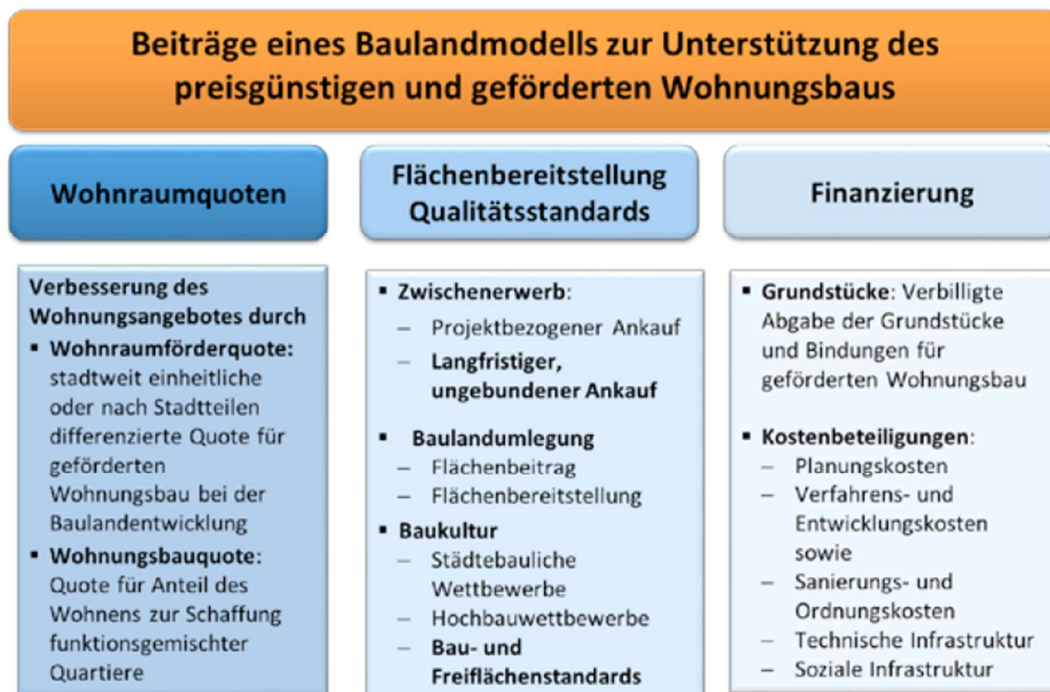 Beiträge eines Baulandmodells zur Unterstützung des
preisgünstigen und geförderten Wohnungsbaus
Wohnraumquoten
Verbesserung des
Wohnungsangebotes durch
▪ Wohnraumförderquote:
stadtweit einheitliche
oder nach Stadtteilen
differenzierte Quote für
geförderten
Wohnungsbau bei der
Baulandentwicklung
▪ Wohnungsbauquote:
Quote für Anteil des
Wohnens zur Schaffung
funktionsgemischter
Quartiere
Flächenbereitstellung
Qualitätsstandards
▪ Zwischenerwerb:
– Projektbezogener Ankauf
– Langfristiger,
ungebundener Ankauf
▪ Baulandumlegung
– Flächenbeitrag
– Flächenbereitstellung
▪ Baukultur
– Städtebauliche
Wettbewerbe
– Hochbauwettbewerbe
– Bau- und
Freiflächenstandards
Finanzierung
▪ Grundstücke: Verbilligte
Abgabe der Grundstücke
und Bindungen für
geförderten Wohnungsbau
▪ Kostenbeteiligungen:
– Planungskosten
– Verfahrens- und
Entwicklungskosten
sowie
– Sanierungs- und
Ordnungskosten
– Technische Infrastruktur
– Soziale Infrastruktur